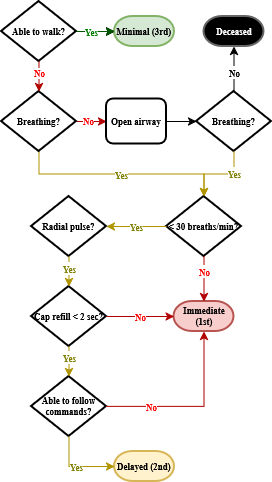 Able to walk?
Yes
Minimal (3rd)
Deceased
No
No
Breathing?
No
Open airway
Breathing?
Yes
Yes
Radial pulse?
Yes
< 30 breaths/min?
Yes
No
Cap refill < 2 sec?
No
Immediate
(1st)
Yes
Able to follow
commands?
No
Yes
Delayed (2nd)